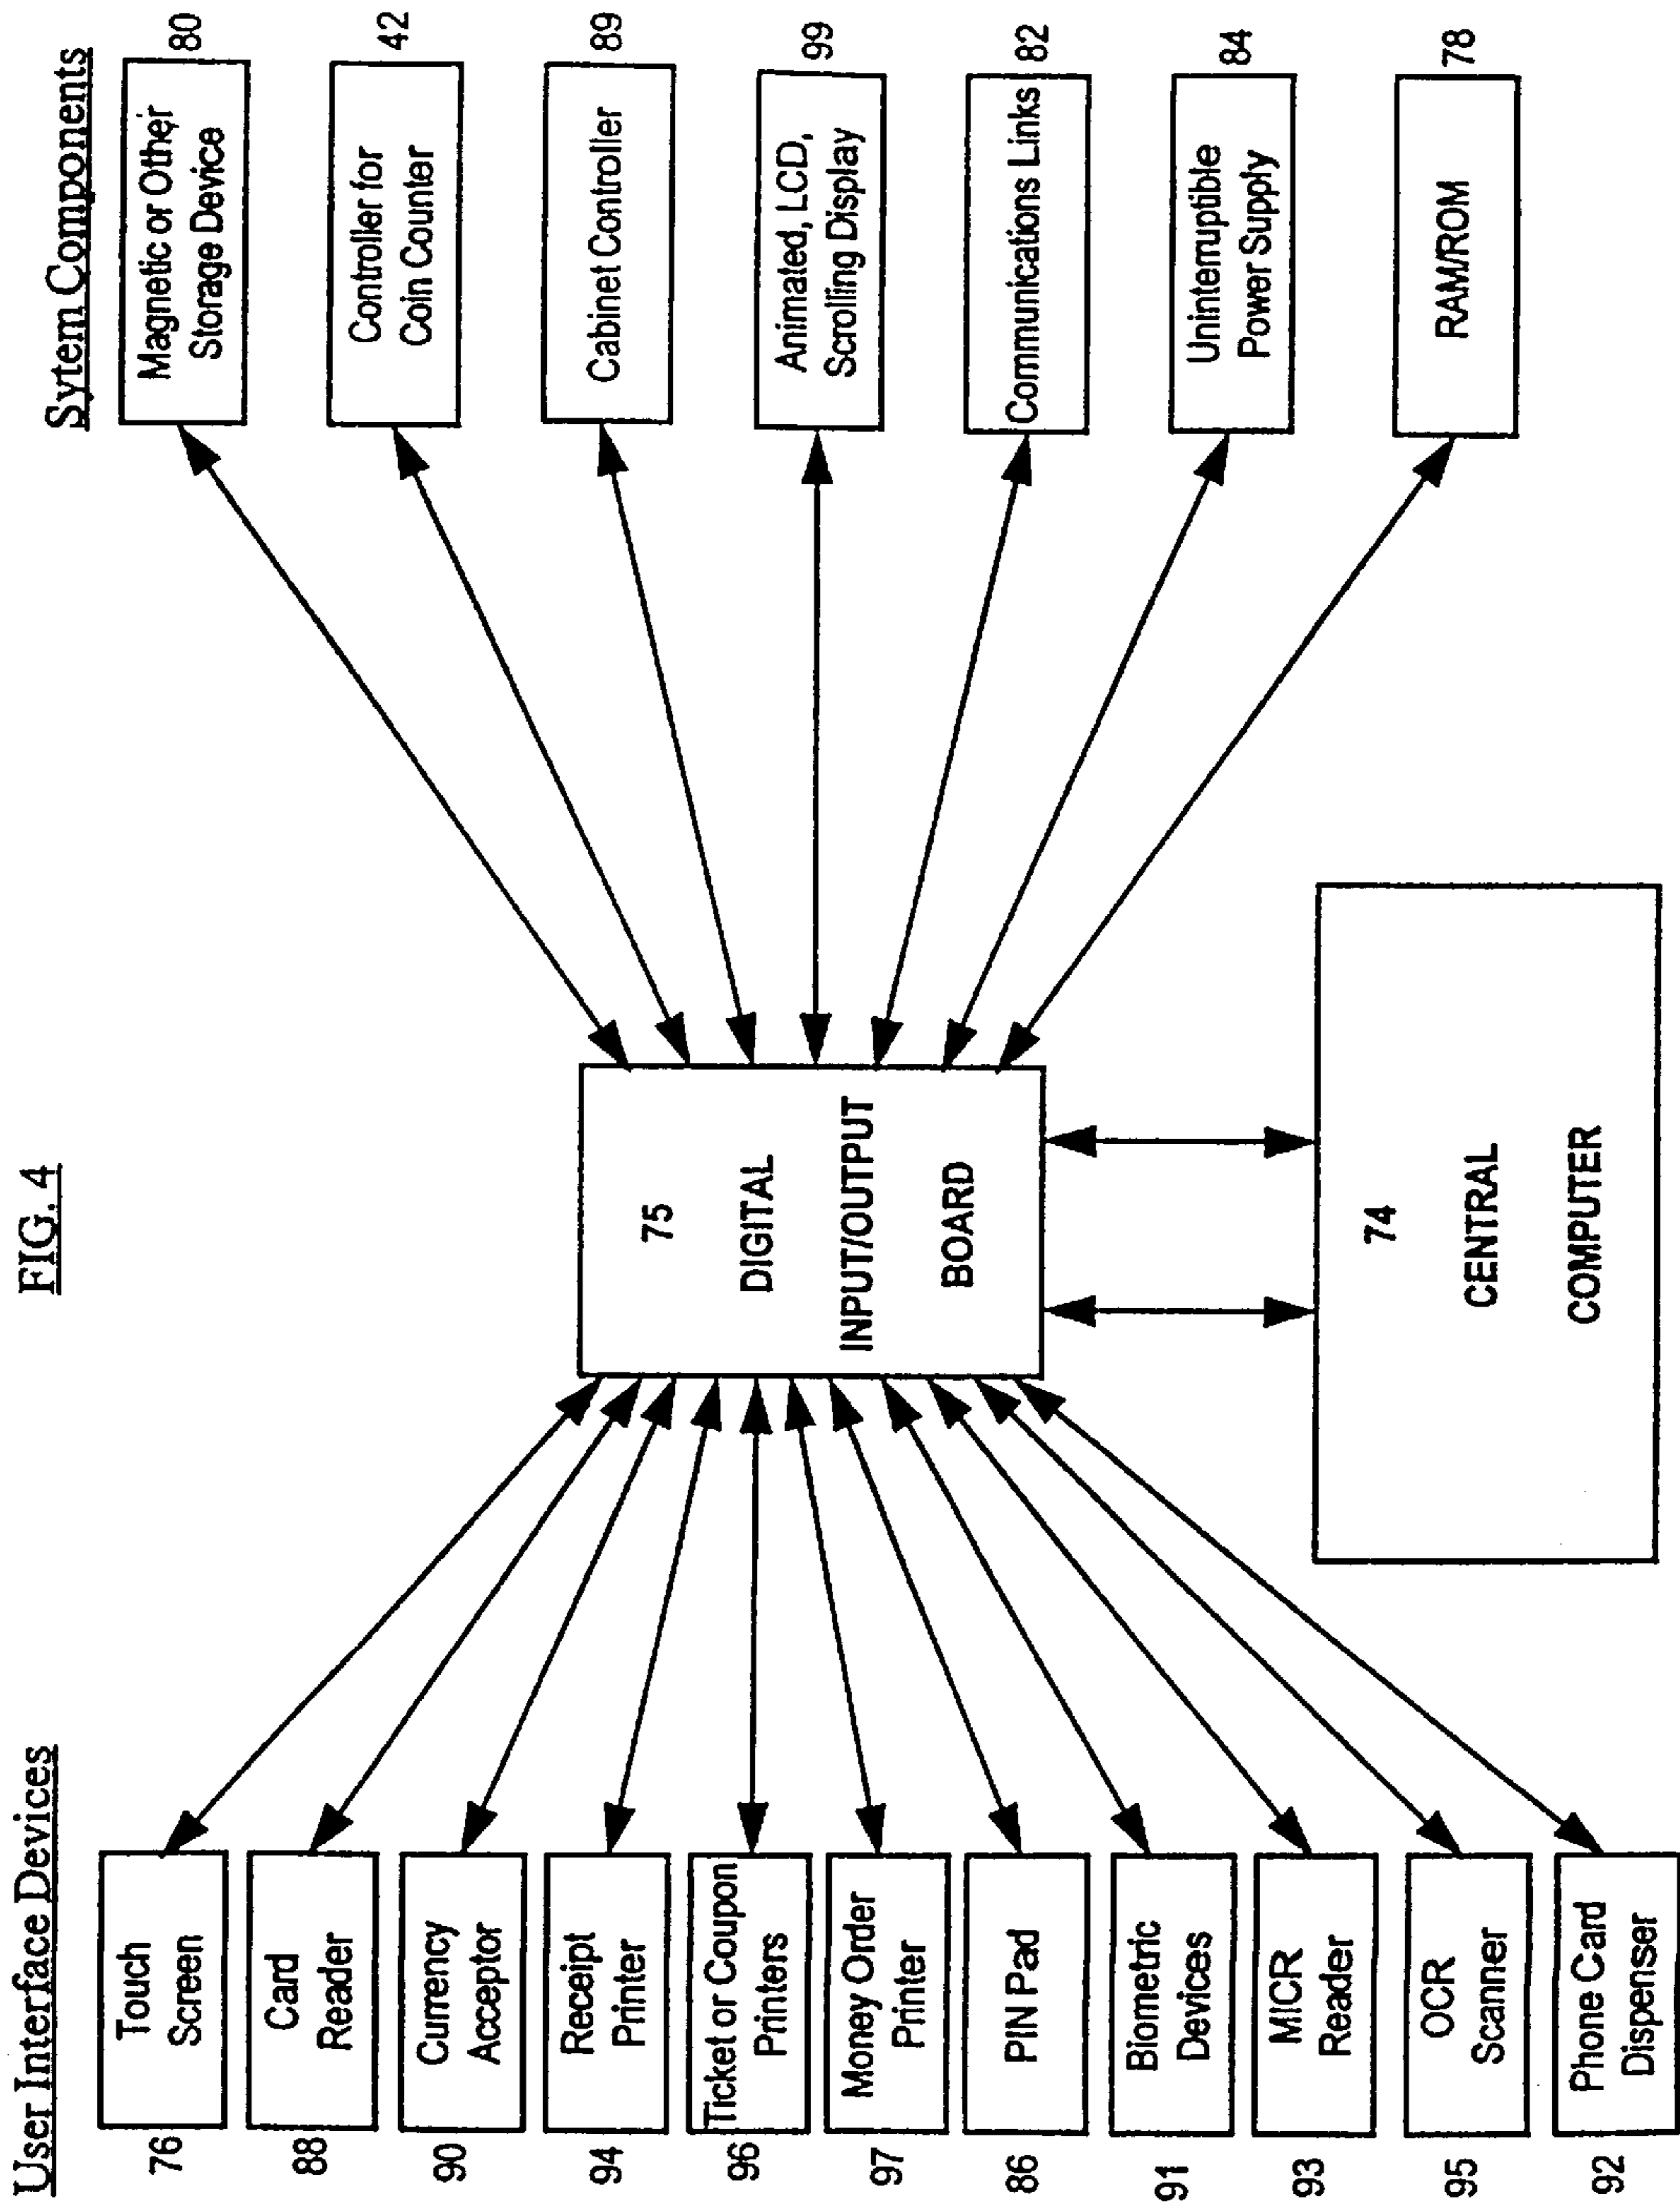 FIG. 4
User Interface Devices
76
Touch
Screen
88
Card
Reader
90
Currency
Acceptor
94
Receipt
Printer
96
Ticket or Coupon
Printers
97
Money Order
Printer
86
PIN Pad
91
Biometric
Devices
93
MICR
Reader
95
OCR
Scanner
92
Phone Card
Dispenser
75
DIGITAL
INPUT/OUTPUT
BOARD
74
CENTRAL
COMPUTER
Sytem Components
Magnetic or Other
Storage Device
80
Controller for
Coin Counter
42
Cabinet Controller
89
Animated, LCD,
Scrolling Display
99
Communications Links
82
Uninterruptible
Power Supply
84
RAM/ROM
78